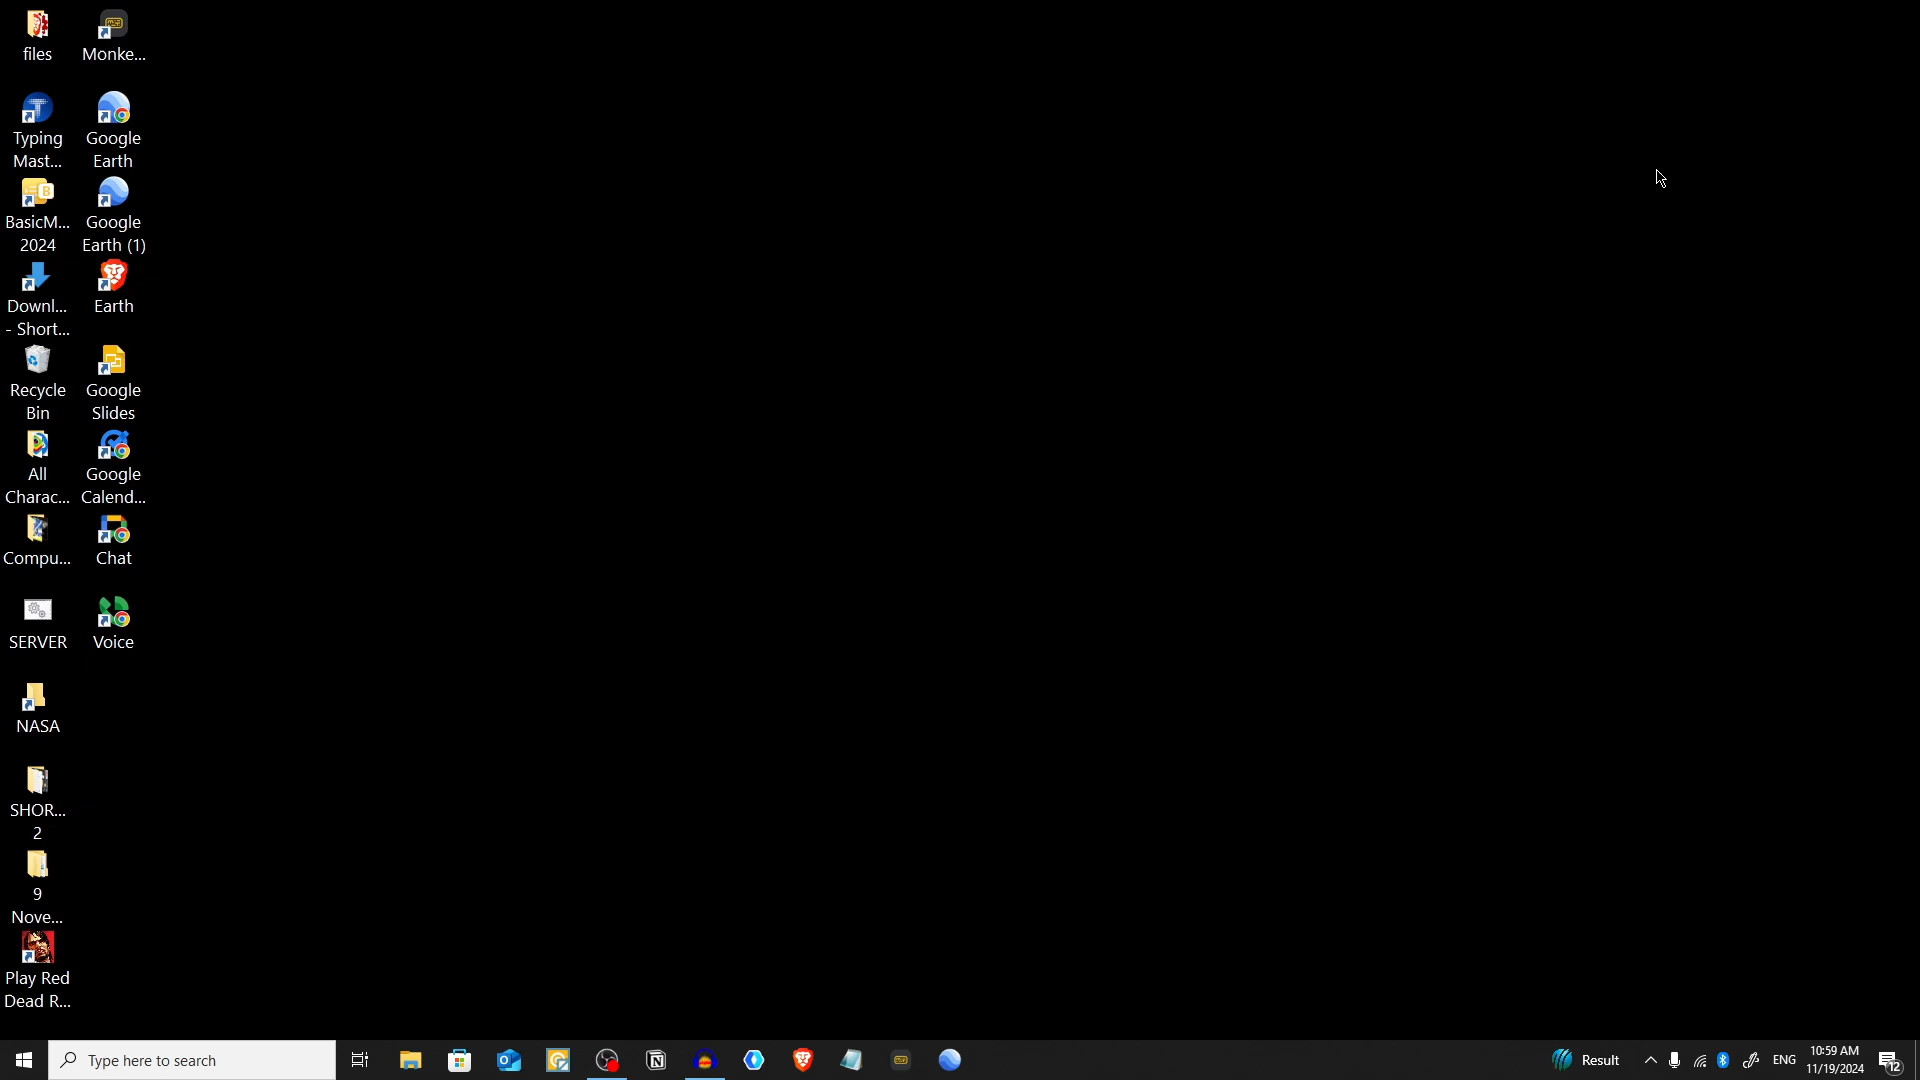 files
Monke...
Typing
Mast...
Google
Earth
BasicM...
2024
Google
Earth (1)
Downl...
- Short...
Earth
Recycle
Bin
Google
Slides
All
Charac...
Google
Calend...
Compu...
Chat
SERVER
Voice
NASA
SHOR...
2
9
Nove...
Play Red
Dead R...
Type here to search
Result
ENG
10:59 AM
11/19/2024
12